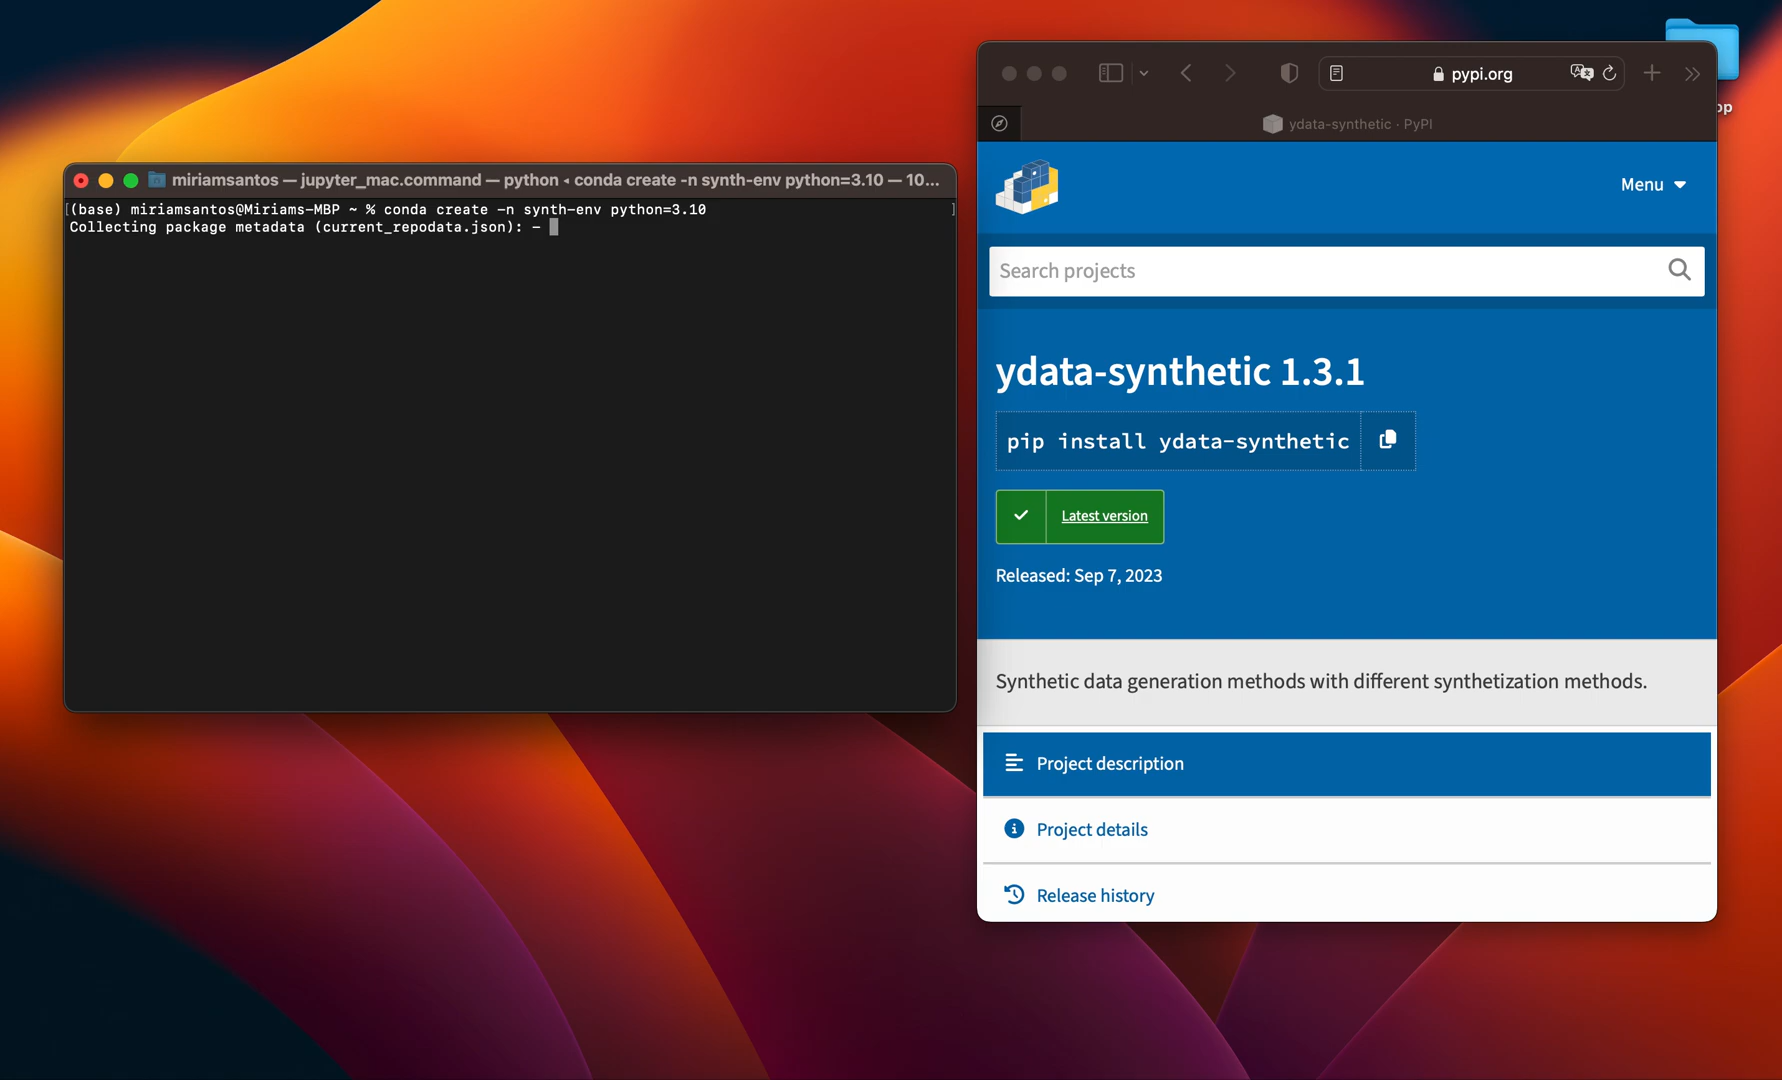 miriamsantos — jupyter_mac.command — python ◂ conda create -n synth-env python=3.10 — 10...
[(base) miriamsantos@Miriams-MBP ~ % conda create -n synth-env python=3.10 ]
Collecting package metadata (current_repodata.json): -
op
pypi.org
ydata-synthetic · PyPI
Menu
Search projects
ydata-synthetic 1.3.1
pip install ydata-synthetic
Latest version
Released: Sep 7, 2023
Synthetic data generation methods with different synthetization methods.
Project description
Project details
Release history